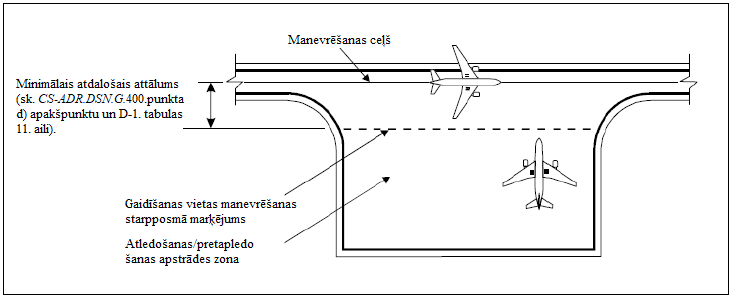 Manevrēšanas ceļš
Minimālais atdalošais attālums
(sk. CS-ADR.DSN.G.400.punkta
d) apakšpunktu un D-1. tabulas
11. aili).
Gaidīšanas vietas manevrēšanas
starpposmā marķējums
Atledošanas/pretapledo
šanas apstrādes zona